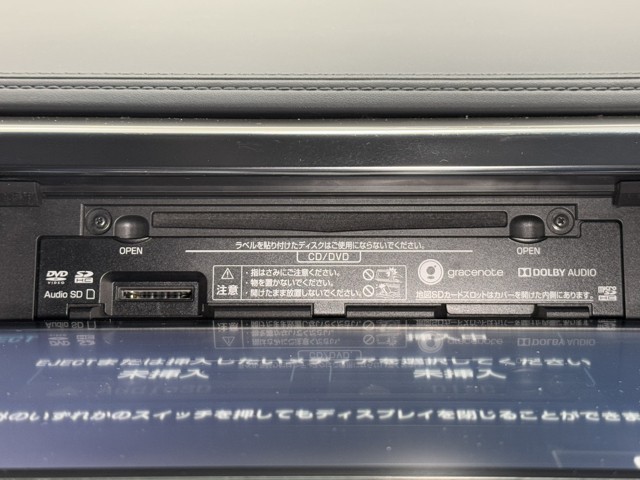 OPEN
OPEN
ラベルを貼り付けたディスクはご使用にならないでください。
CD/DVD
DVD
VIDEO
SD
HC
注意
・指はさみにご注意ください。
・物を置かないでください。
・開けたまま放置しないでください。
gracenote
DOLBY AUDIO
Audio SD
地図SDカードスロットはカバーを開けた内側にあります。
micro
SD
HC
EJECT
EJECTまたは挿入したいメディアを選択してください
未挿入
未挿入
のいずれかのスイッチを押してもディスプレイを閉じることができま